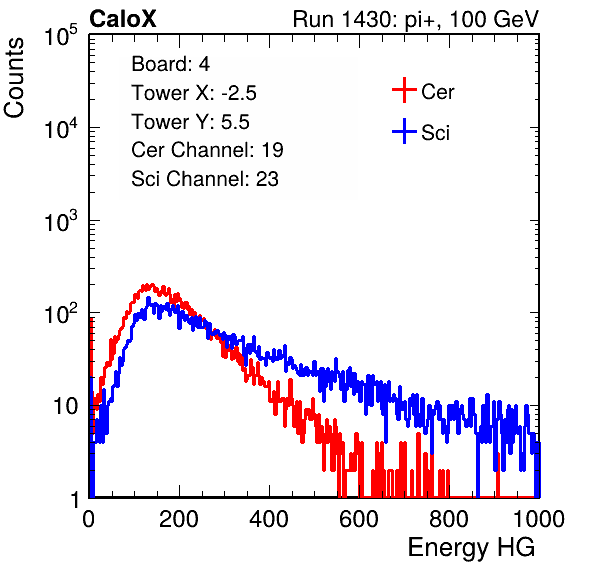 CaloX Run 1430: pi+, 100 GeV
Counts
Board: 4
Tower X: -2.5
Tower Y: 5.5
Cer Channel: 19
Sci Channel: 23
Cer
Sci
10^5
10^4
10^3
10^2
10
1
0 200 400 600 800 1000
Energy HG